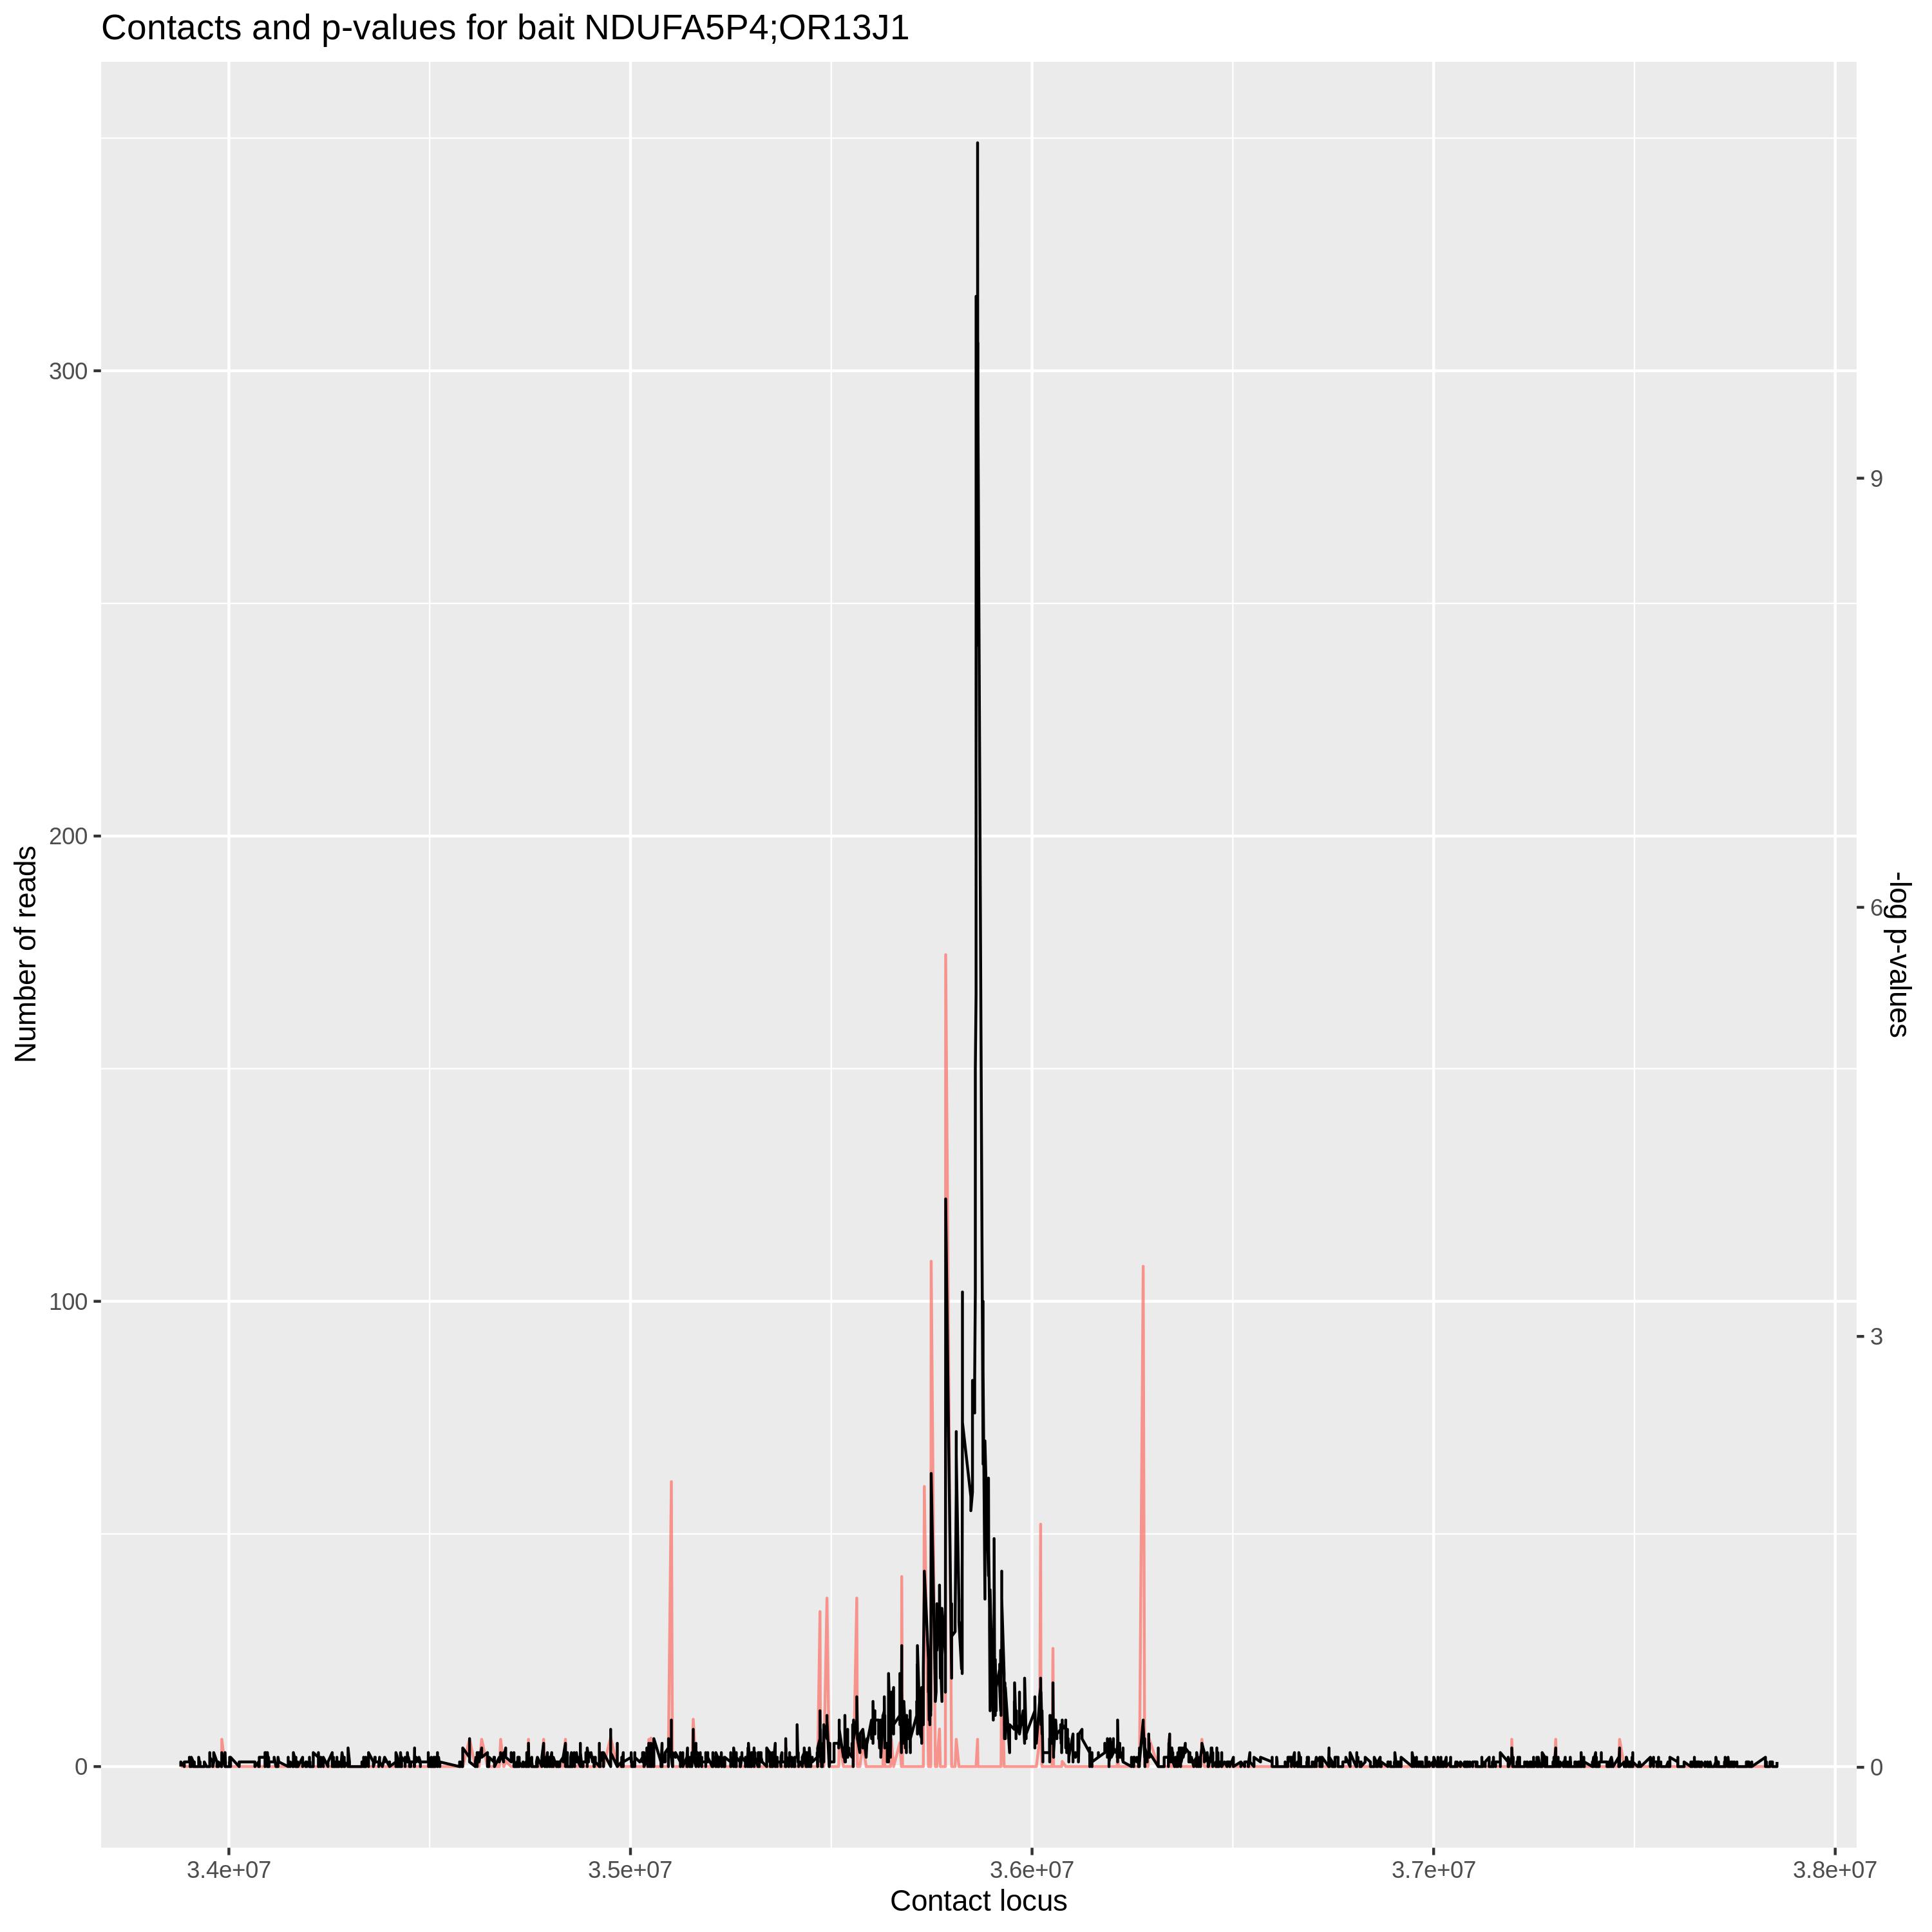 Contacts and p-values for bait NDUFA5P4;OR13J1
300
200
100
0
Number of reads
9
6
3
0
-log p-values
3.4e+07
3.5e+07
3.6e+07
3.7e+07
3.8e+07
Contact locus